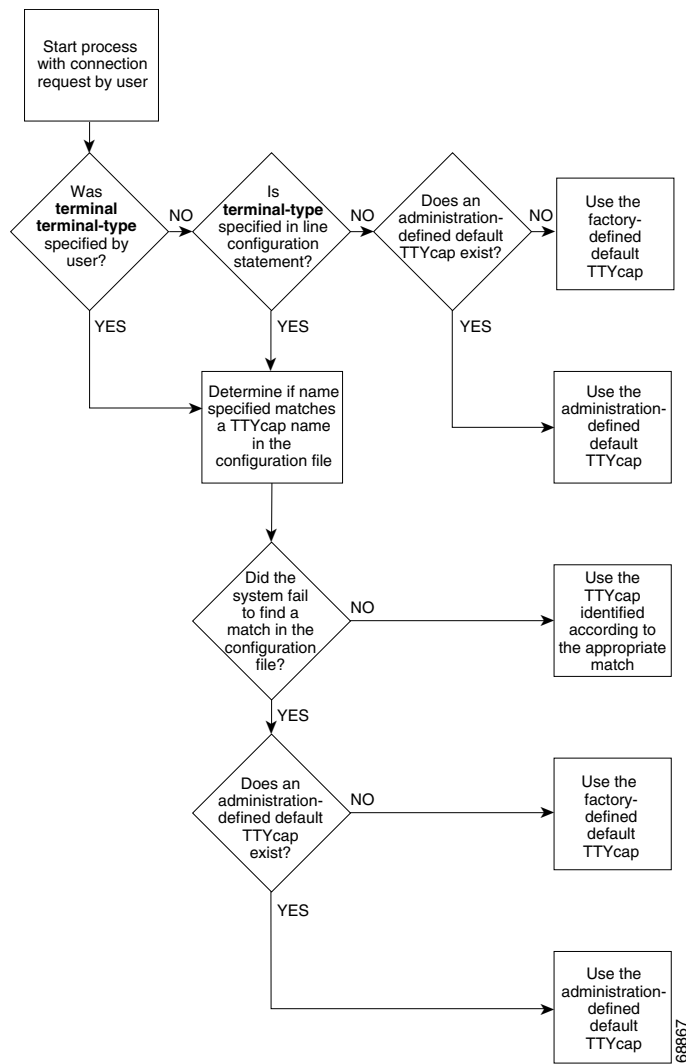 Start process
with connection
request by user
Was
terminal
terminal-type
specified by
user?
NO
Is
terminal-type
specified in line
configuration
statement?
NO
Does an
administration-
defined default
TTYcap exist?
NO
Use the
factory-
defined
default
TTYcap
YES
YES
YES
Determine if name
specified matches
a TTYcap name
in the
configuration file
Use the
administration-
defined
default
TTYcap
Did the
system fail
to find a
match in the
configuration
file?
NO
Use the
TTYcap
identified
according to
the appropriate
match
YES
Does an
administration-
defined default
TTYcap
exist?
NO
Use the
factory-
defined
default
TTYcap
YES
Use the
administration-
defined
default
TTYcap
68867